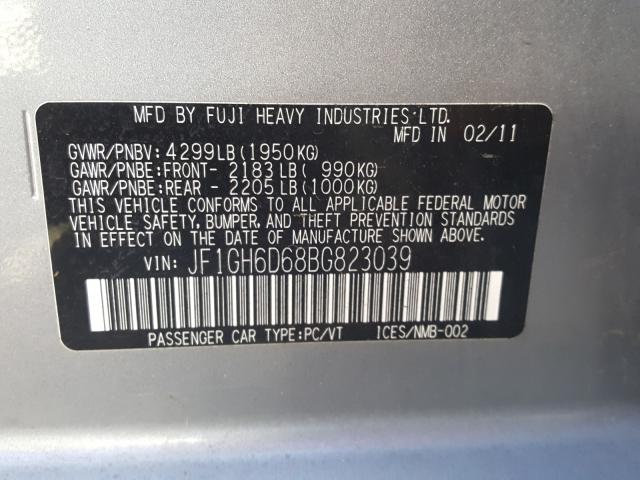 MFD BY FUJI HEAVY INDUSTRIES LTD.
MFD IN 02/11
GVWR/PNBV: 4299LB (1950KG)
GAWR/PNBE: FRONT- 2183LB ( 990KG)
GAWR/PNBE: REAR - 2205LB (1000KG)
THIS VEHICLE CONFORMS TO ALL APPLICABLE FEDERAL MOTOR
VEHICLE SAFETY, BUMPER, AND THEFT PREVENTION STANDARDS
IN EFFECT ON THE DATE OF MANUFACTURE SHOWN ABOVE.
VIN: JF1GH6D68BG823039
PASSENGER CAR TYPE: PC/VT ICES/NMB-002